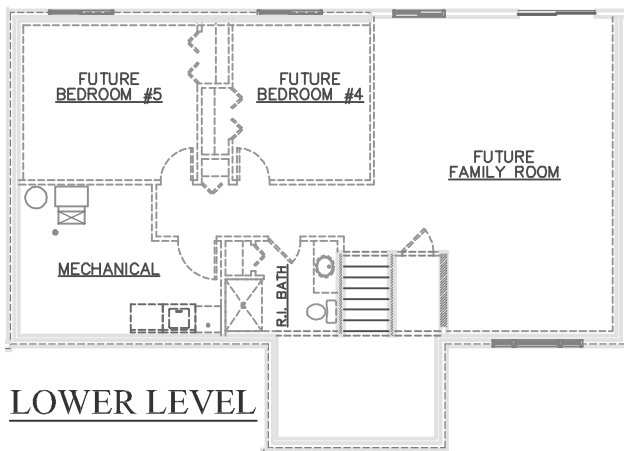 FUTURE
BEDROOM #5
FUTURE
BEDROOM #4
FUTURE
FAMILY ROOM
MECHANICAL
R.I. BATH
LOWER LEVEL